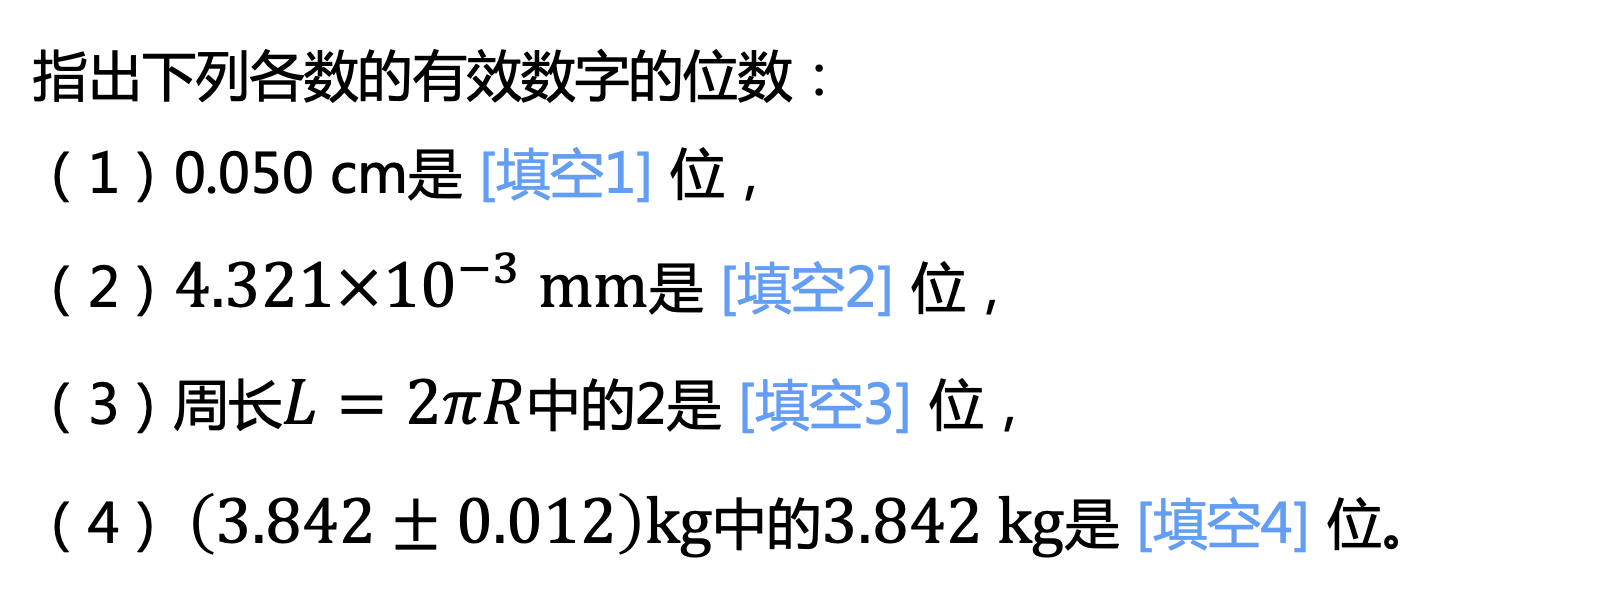 指出下列各数的有效数字的位数：
（1）0.050 cm是 [填空1] 位，
（2）4.321×10⁻³ mm是 [填空2] 位，
（3）周长L = 2πR中的2是 [填空3] 位，
（4）(3.842 ± 0.012)kg中的3.842 kg是 [填空4] 位。